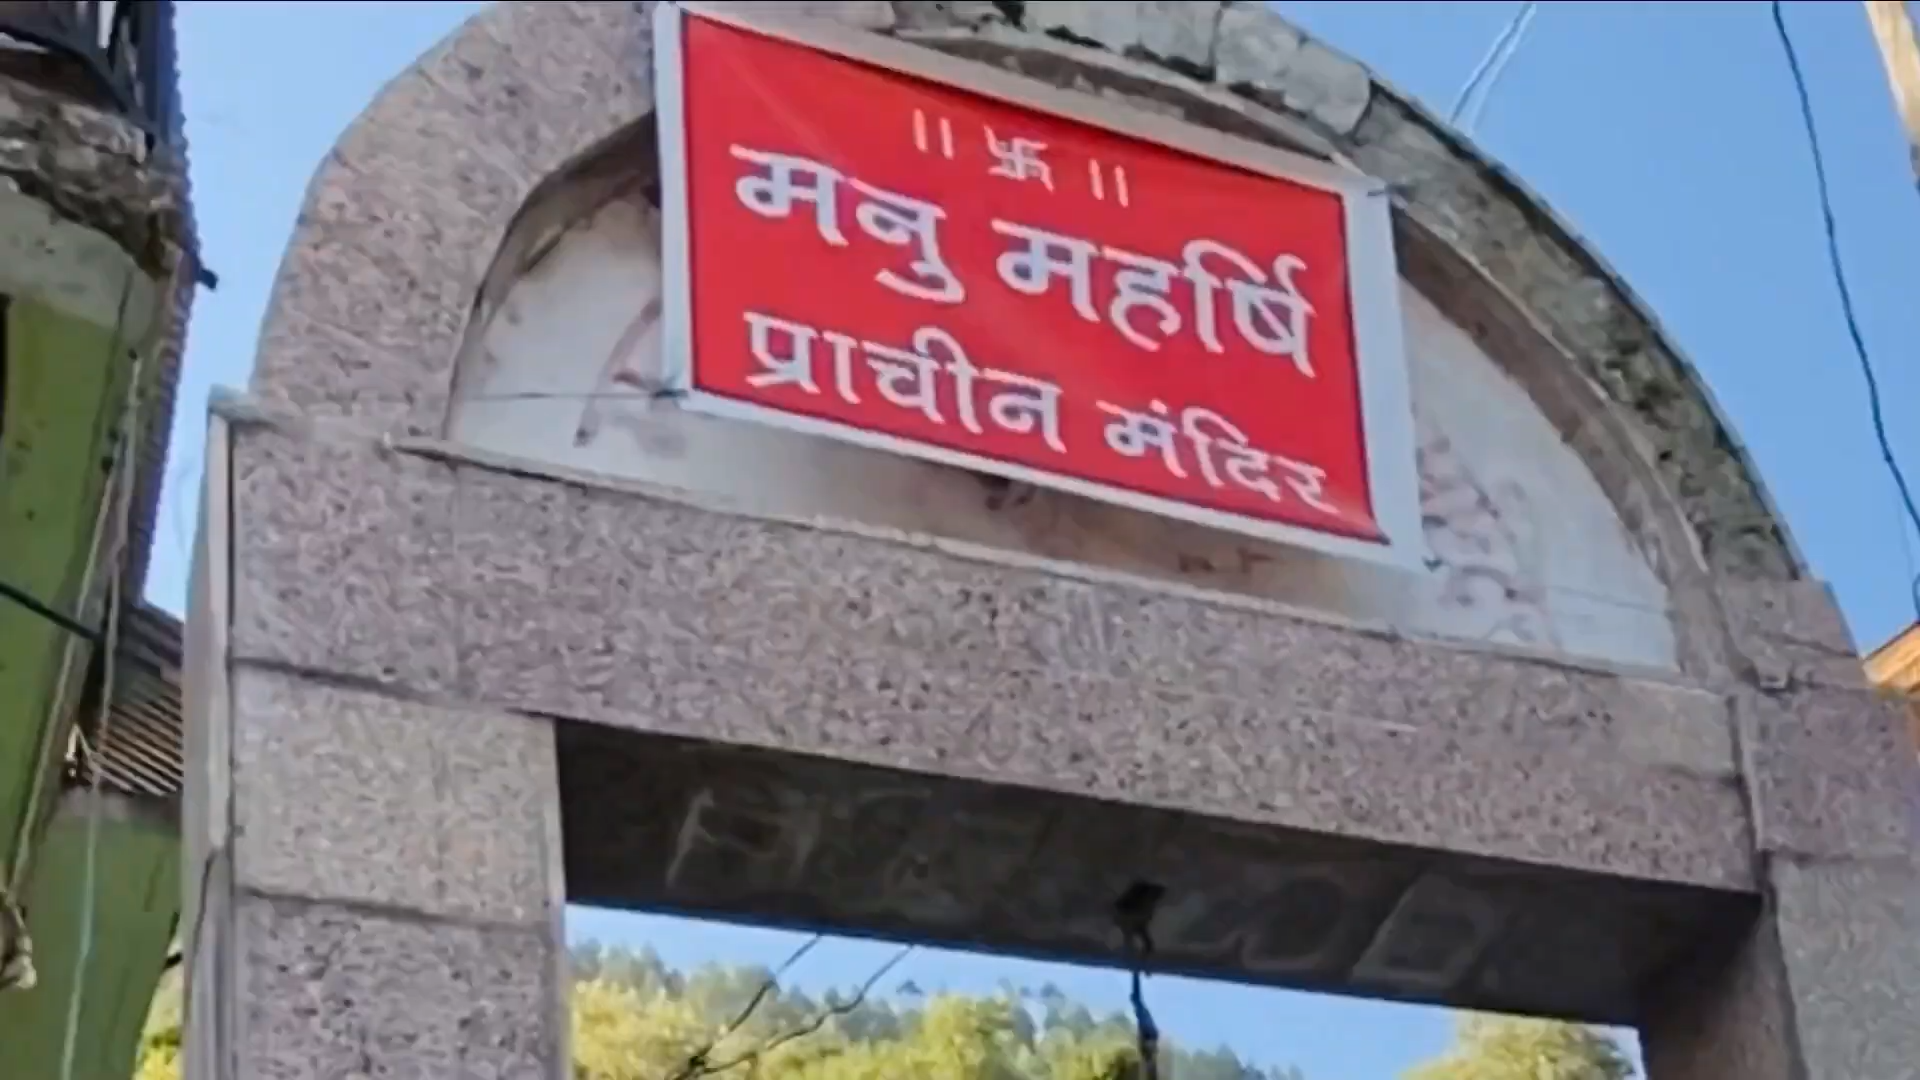 ॥ 卐 ॥
मनु महर्षि
प्राचीन मंदिर